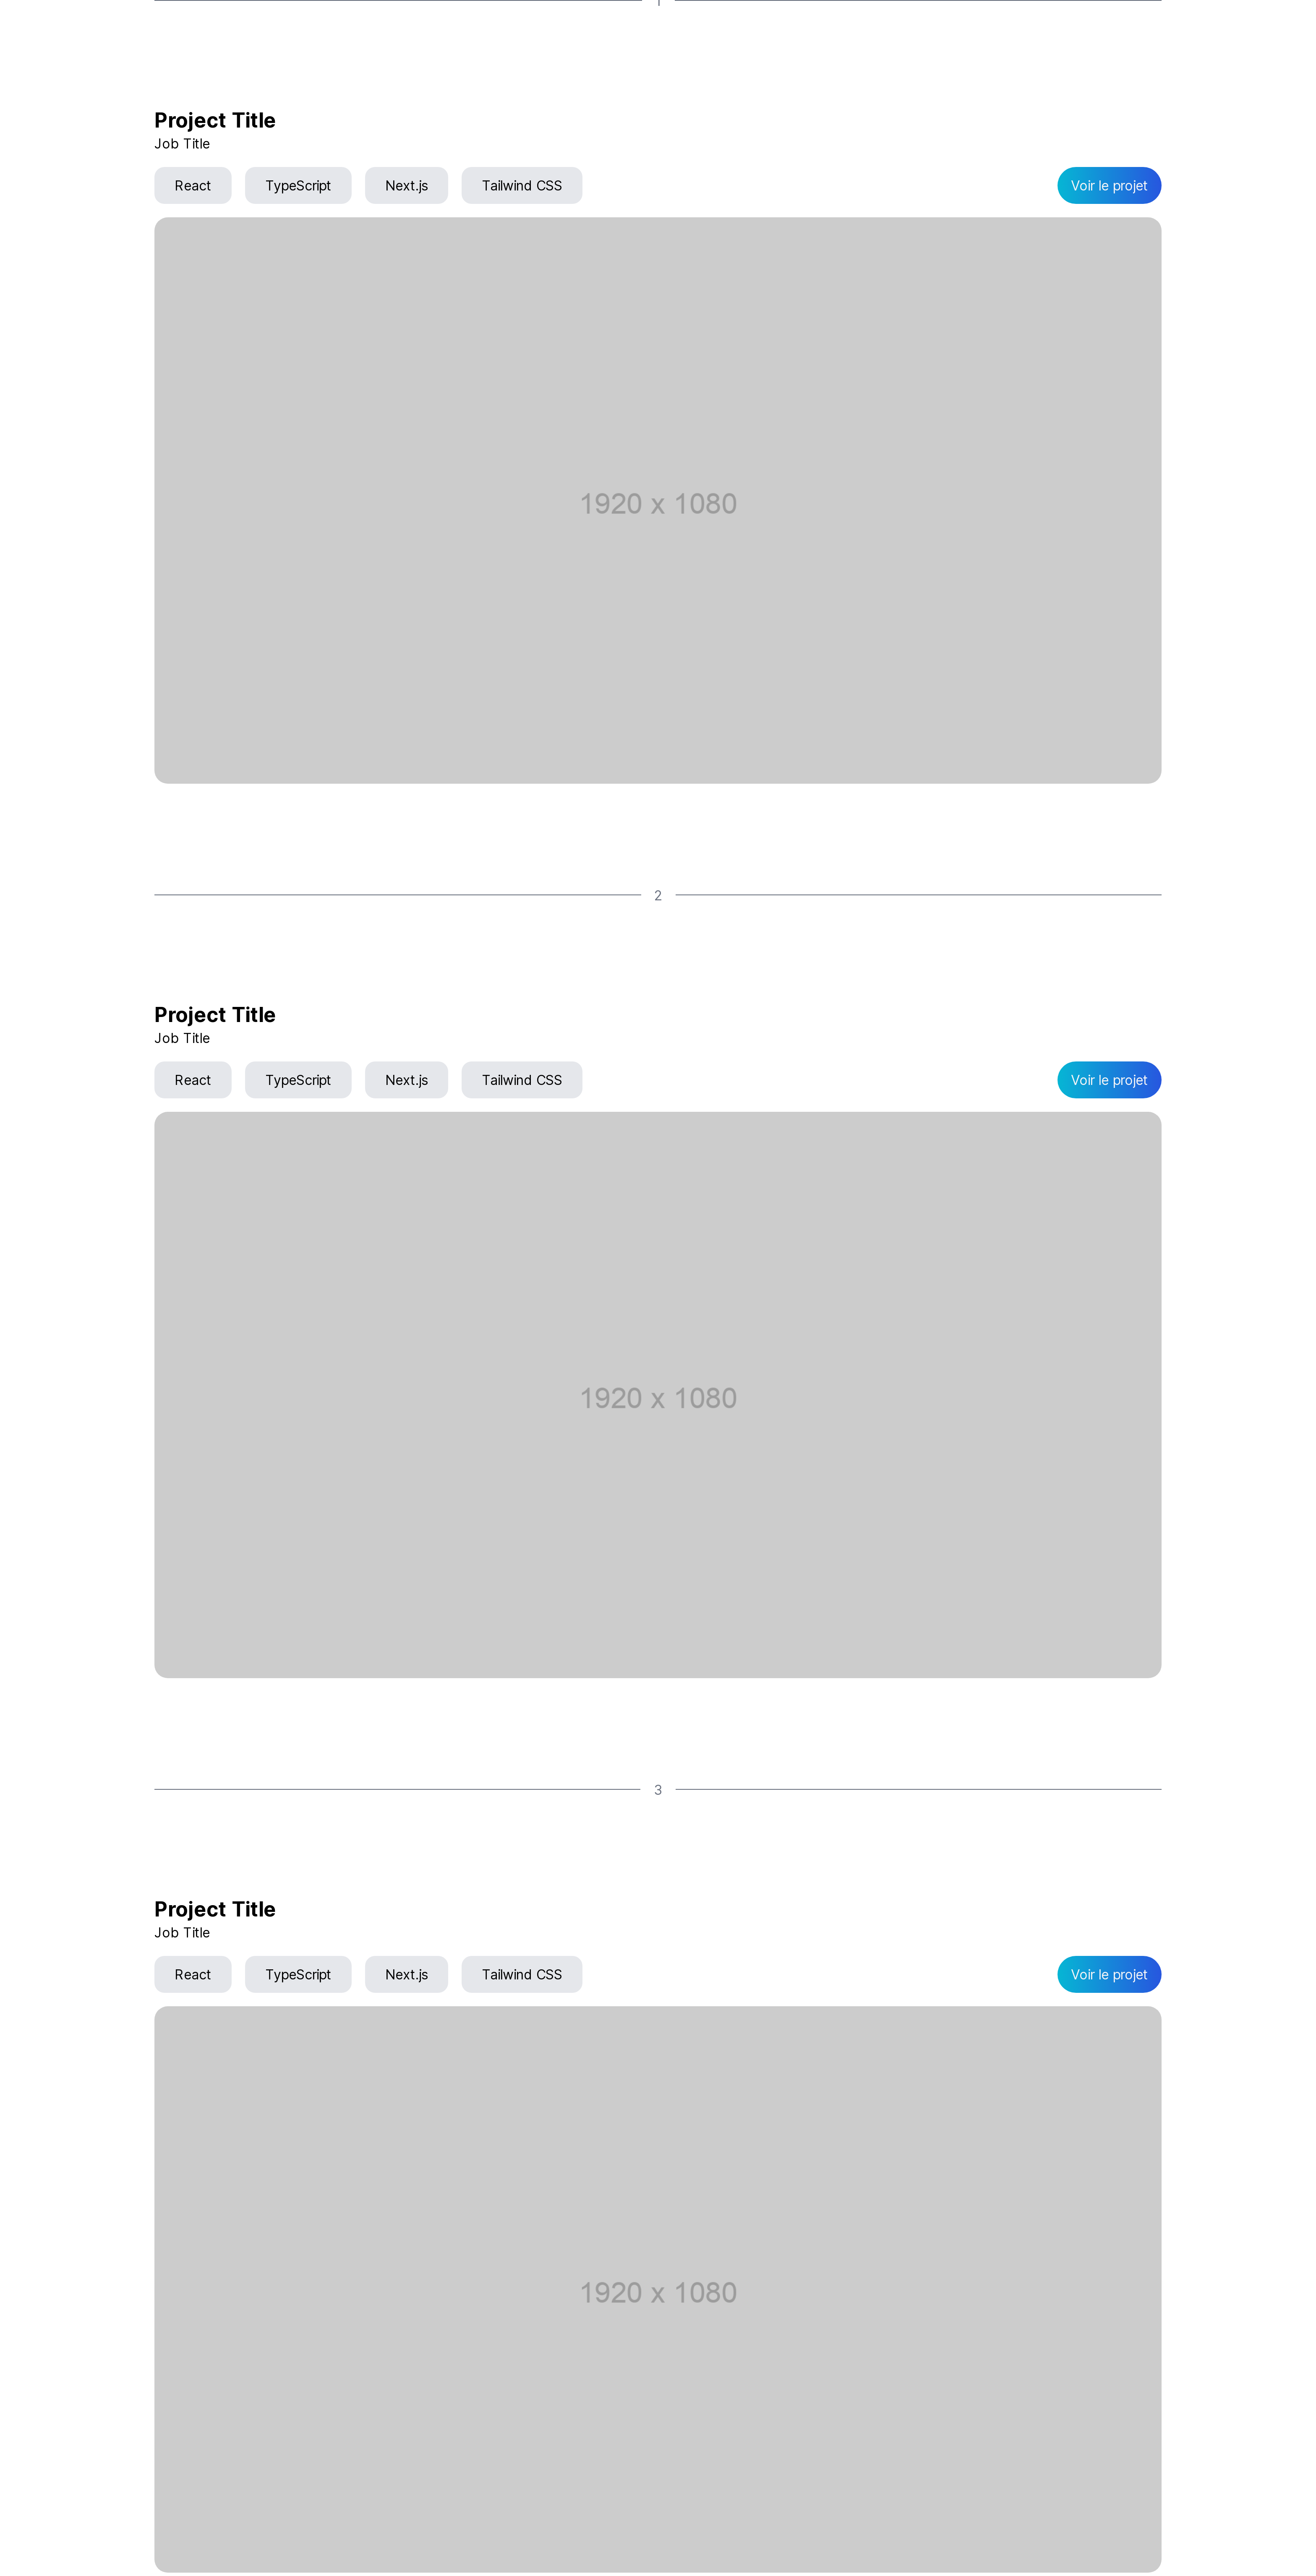 Project Title
Job Title
React TypeScript Next.js Tailwind CSS Voir le projet
1920 x 1080
2
Project Title
Job Title
React TypeScript Next.js Tailwind CSS Voir le projet
1920 x 1080
3
Project Title
Job Title
React TypeScript Next.js Tailwind CSS Voir le projet
1920 x 1080